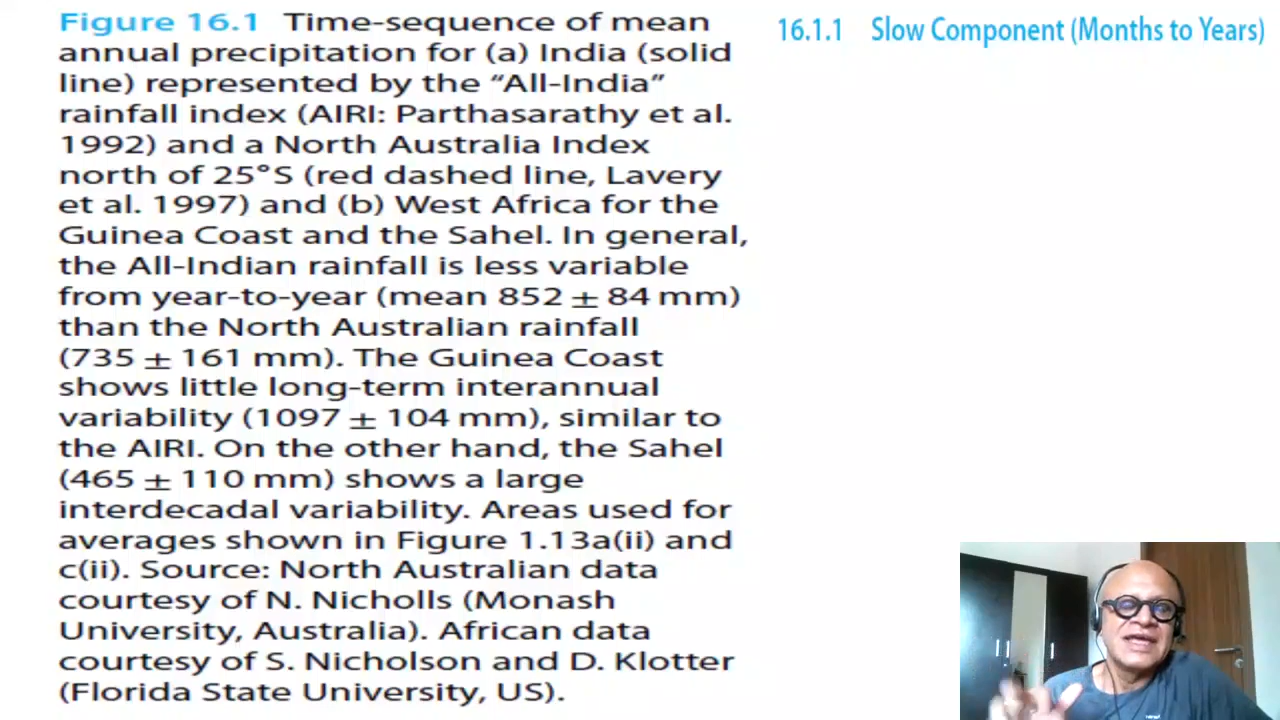 Figure 16.1 Time-sequence of mean
annual precipitation for (a) India (solid
line) represented by the “All-India”
rainfall index (AIRI: Parthasarathy et al.
1992) and a North Australia Index
north of 25°S (red dashed line, Lavery
et al. 1997) and (b) West Africa for the
Guinea Coast and the Sahel. In general,
the All-Indian rainfall is less variable
from year-to-year (mean 852 ± 84 mm)
than the North Australian rainfall
(735 ± 161 mm). The Guinea Coast
shows little long-term interannual
variability (1097 ± 104 mm), similar to
the AIRI. On the other hand, the Sahel
(465 ± 110 mm) shows a large
interdecadal variability. Areas used for
averages shown in Figure 1.13a(ii) and
c(ii). Source: North Australian data
courtesy of N. Nicholls (Monash
University, Australia). African data
courtesy of S. Nicholson and D. Klotter
(Florida State University, US).
16.1.1 Slow Component (Months to Years)